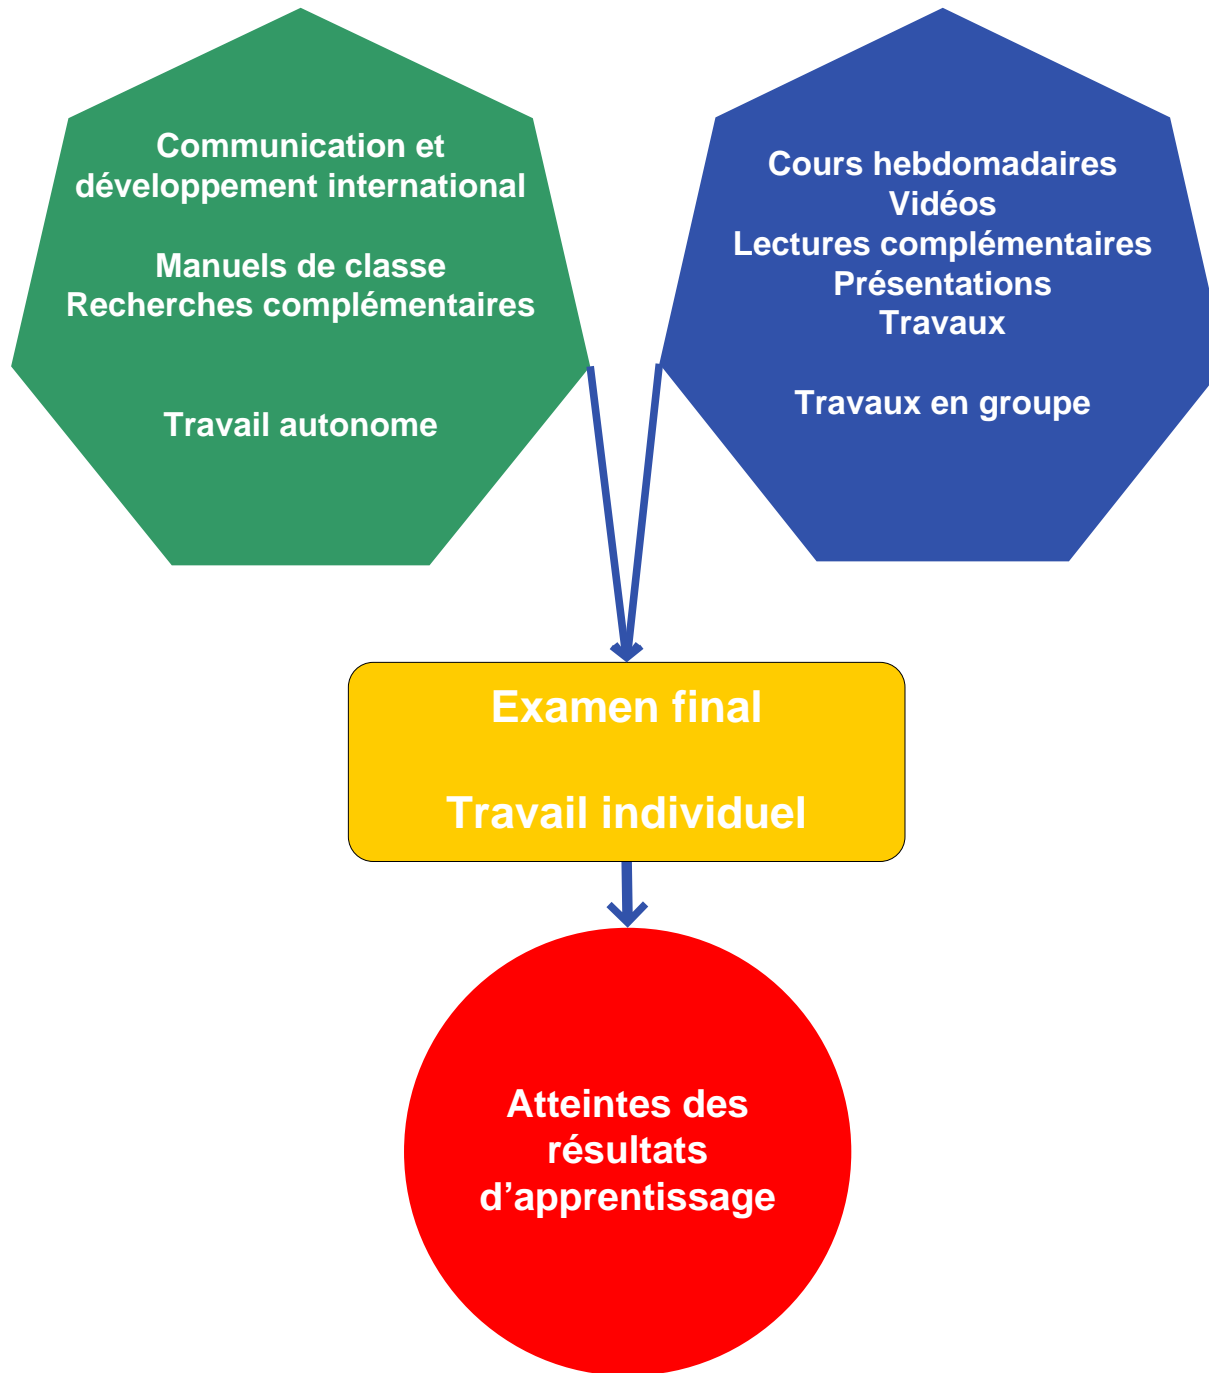 Communication et
développement international
Manuels de classe
Recherches complémentaires
Travail autonome
Cours hebdomadaires
Vidéos
Lectures complémentaires
Présentations
Travaux
Travaux en groupe
Examen final
Travail individuel
Atteintes des
résultats
d’apprentissage